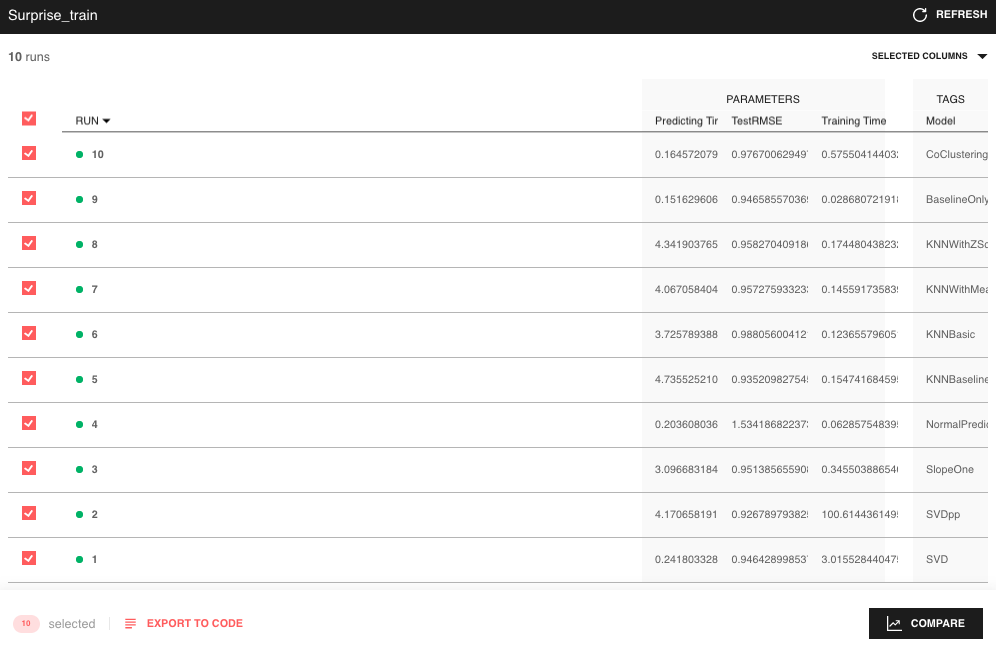 Surprise_train
REFRESH
10 runs
SELECTED COLUMNS
PARAMETERS TAGS
RUN Predicting Tir TestRMSE Training Time Model
10 0.164572079 0.97670062949 0.57550414403 CoClustering
9 0.151629606 0.94658557036 0.02868072191 BaselineOnly
8 4.341903765 0.95827040918 0.17448043823 KNNWithZSc
7 4.067058404 0.95727593323 0.14559173583 KNNWithMea
6 3.725789388 0.98805600412 0.12365579605 KNNBasic
5 4.735525210 0.93520982754 0.15474168459 KNNBaseline
4 0.203608036 1.53418682237 0.06285754839 NormalPredic
3 3.096683184 0.95138565590 0.34550388654 SlopeOne
2 4.170658191 0.92678979382 100.614436149 SVDpp
1 0.241803328 0.94642899853 3.01552844047 SVD
10 selected EXPORT TO CODE COMPARE